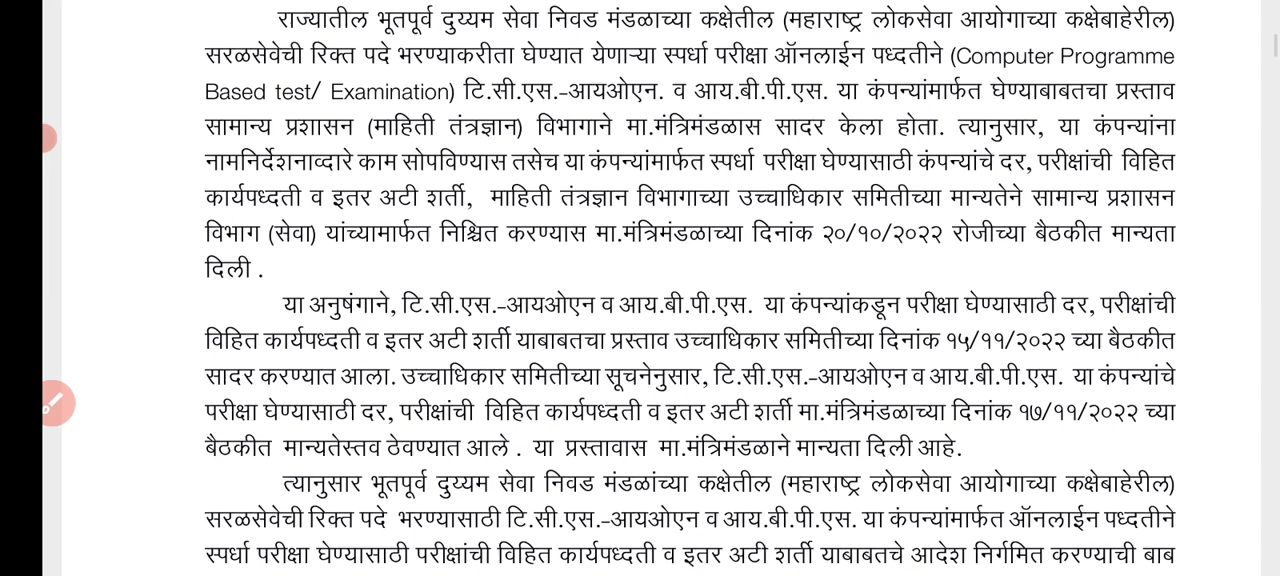 राज्यातील भूतपूर्व दुय्यम सेवा निवड मंडळाच्या कक्षेतील (महाराष्ट्र लोकसेवा आयोगाच्या कक्षेबाहेरील)
सरळसेवेची रिक्त पदे भरण्याकरीता घेण्यात येणाऱ्या स्पर्धा परीक्षा ऑनलाईन पध्दतीने (Computer Programme
Based test/ Examination) टि.सी.एस.-आयओएन. व आय.बी.पी.एस. या कंपन्यांमार्फत घेण्याबाबतचा प्रस्ताव
सामान्य प्रशासन (माहिती तंत्रज्ञान) विभागाने मा.मंत्रिमंडळास सादर केला होता. त्यानुसार, या कंपन्यांना
नामनिर्देशनाव्दारे काम सोपविण्यास तसेच या कंपन्यांमार्फत स्पर्धा परीक्षा घेण्यासाठी कंपन्यांचे दर, परीक्षांची विहित
कार्यपध्दती व इतर अटी शर्ती, माहिती तंत्रज्ञान विभागाच्या उच्चाधिकार समितीच्या मान्यतेने सामान्य प्रशासन
विभाग (सेवा) यांच्यामार्फत निश्चित करण्यास मा.मंत्रिमंडळाच्या दिनांक २०/१०/२०२२ रोजीच्या बैठकीत मान्यता
दिली .
या अनुषंगाने, टि.सी.एस.-आयओएन व आय.बी.पी.एस. या कंपन्यांकडून परीक्षा घेण्यासाठी दर, परीक्षांची
विहित कार्यपध्दती व इतर अटी शर्ती याबाबतचा प्रस्ताव उच्चाधिकार समितीच्या दिनांक १५/११/२०२२ च्या बैठकीत
सादर करण्यात आला. उच्चाधिकार समितीच्या सूचनेनुसार, टि.सी.एस.-आयओएन व आय.बी.पी.एस. या कंपन्यांचे
परीक्षा घेण्यासाठी दर, परीक्षांची विहित कार्यपध्दती व इतर अटी शर्ती मा.मंत्रिमंडळाच्या दिनांक १७/११/२०२२ च्या
बैठकीत मान्यतेस्तव ठेवण्यात आले . या प्रस्तावास मा.मंत्रिमंडळाने मान्यता दिली आहे.
त्यानुसार भूतपूर्व दुय्यम सेवा निवड मंडळांच्या कक्षेतील (महाराष्ट्र लोकसेवा आयोगाच्या कक्षेबाहेरील)
सरळसेवेची रिक्त पदे भरण्यासाठी टि.सी.एस.-आयओएन व आय.बी.पी.एस. या कंपन्यांमार्फत ऑनलाईन पध्दतीने
स्पर्धा परीक्षा घेण्यासाठी परीक्षांची विहित कार्यपध्दती व इतर अटी शर्ती याबाबतचे आदेश निर्गमित करण्याची बाब